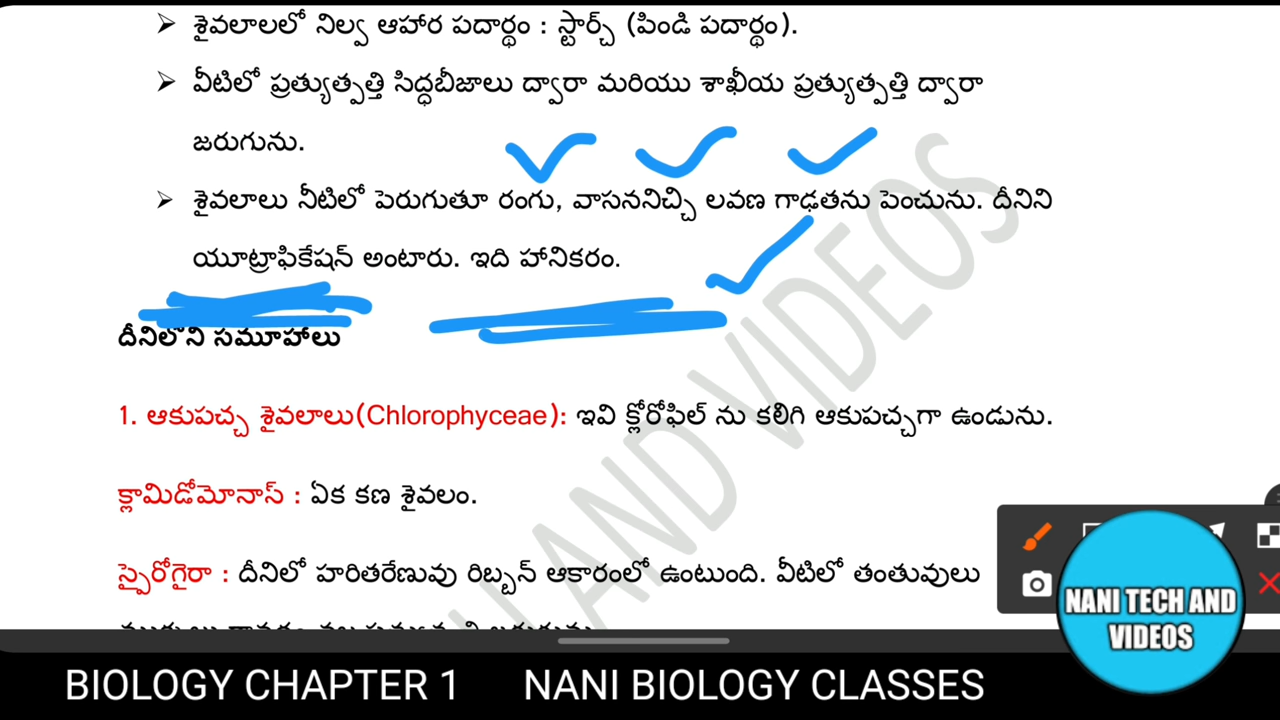 ➢ శైవలాలలో నిల్వ ఆహార పదార్థం : స్టార్చ్ (పిండి పదార్థం).
➢ వీటిలో ప్రత్యుత్పత్తి సిద్ధబీజాలు ద్వారా మరియు శాఖీయ ప్రత్యుత్పత్తి ద్వారా
జరుగును.
➢ శైవలాలు నీటిలో పెరుగుతూ రంగు, వాసననిచ్చి లవణ గాఢతను పెంచును. దీనిని
యూట్రాఫికేషన్ అంటారు. ఇది హానికరం.
దీనిలోని సమూహాలు
1. ఆకుపచ్చ శైవలాలు(Chlorophyceae): ఇవి క్లోరోఫిల్ ను కలిగి ఆకుపచ్చగా ఉండును.
క్లామిడోమోనాస్ : ఏక కణ శైవలం.
స్పైరోగైరా : దీనిలో హరితరేణువు రిబ్బన్ ఆకారంలో ఉంటుంది. వీటిలో తంతువులు
AND VIDEOS
NANI TECH AND
VIDEOS
BIOLOGY CHAPTER 1 NANI BIOLOGY CLASSES